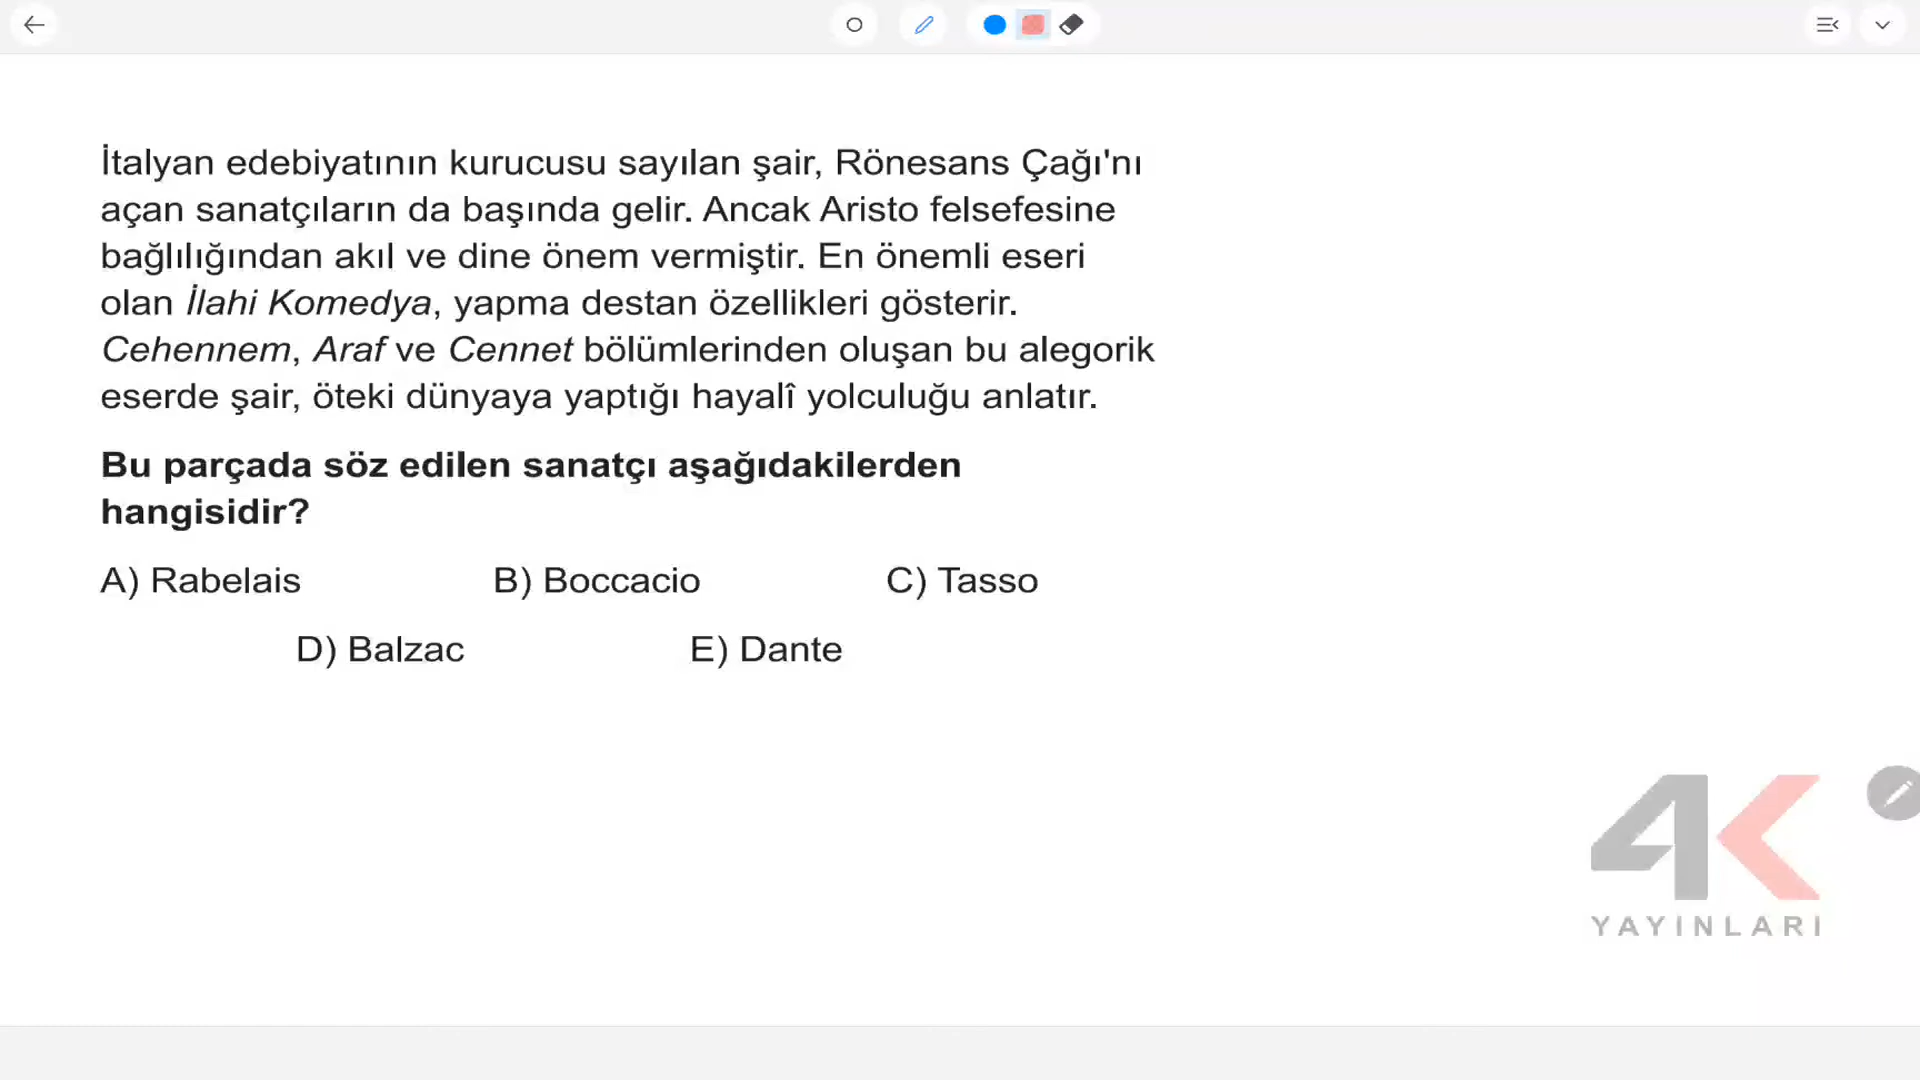 İtalyan edebiyatının kurucusu sayılan şair, Rönesans Çağı'nı
açan sanatçıların da başında gelir. Ancak Aristo felsefesine
bağlılığından akıl ve dine önem vermiştir. En önemli eseri
olan İlahi Komedya, yapma destan özellikleri gösterir.
Cehennem, Araf ve Cennet bölümlerinden oluşan bu alegorik
eserde şair, öteki dünyaya yaptığı hayalî yolculuğu anlatır.
Bu parçada söz edilen sanatçı aşağıdakilerden
hangisidir?
A) Rabelais B) Boccacio C) Tasso
D) Balzac E) Dante
4K
YAYINLARI